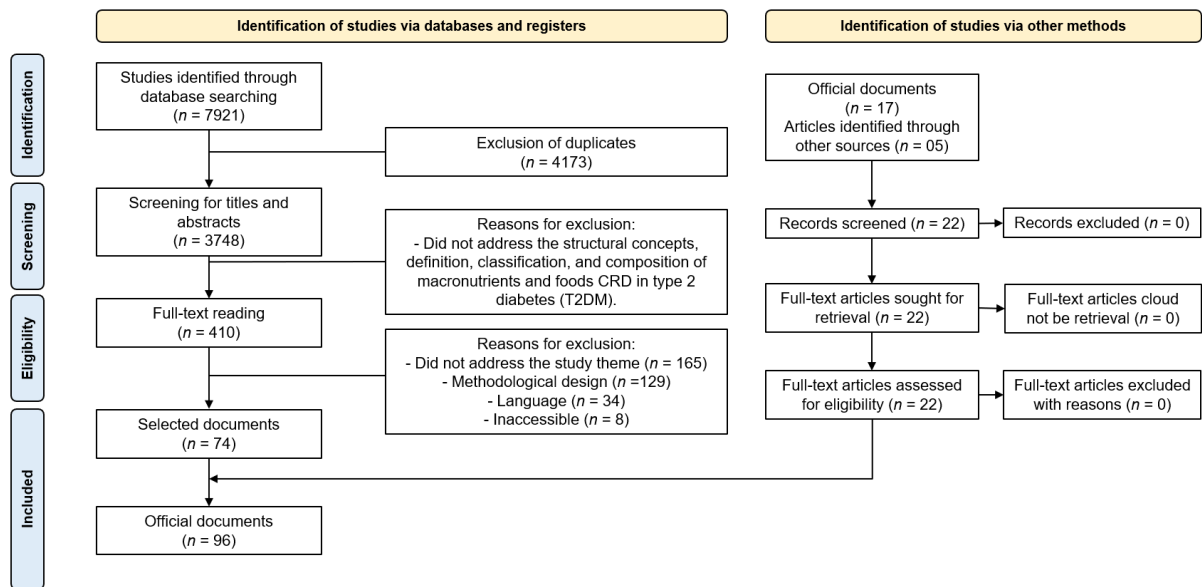 Identification of studies via databases and registers
Identification of studies via other methods
Identification
Studies identified through
database searching
(n = 7921)
Exclusion of duplicates
(n = 4173)
Official documents
(n = 17)
Articles identified through
other sources (n = 05)
Screening
Screening for titles and
abstracts
(n = 3748)
Reasons for exclusion:
- Did not address the structural concepts,
definition, classification, and composition of
macronutrients and foods CRD in type 2
diabetes (T2DM).
Records screened (n = 22)
Records excluded (n = 0)
Eligibility
Full-text reading
(n = 410)
Reasons for exclusion:
- Did not address the study theme (n = 165)
- Methodological design (n =129)
- Language (n = 34)
- Inaccessible (n = 8)
Full-text articles sought for
retrieval (n = 22)
Full-text articles cloud
not be retrieval (n = 0)
Full-text articles assessed
for eligibility (n = 22)
Full-text articles excluded
with reasons (n = 0)
Included
Selected documents
(n = 74)
Official documents
(n = 96)